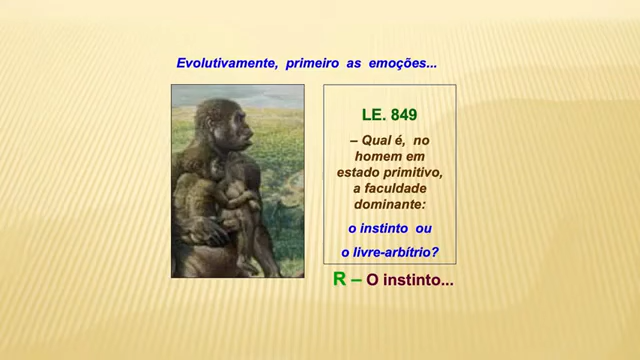 Evolutivamente, primeiro as emoções...
LE. 849
– Qual é, no
homem em
estado primitivo,
a faculdade
dominante:
o instinto ou
o livre-arbítrio?
R – O instinto...